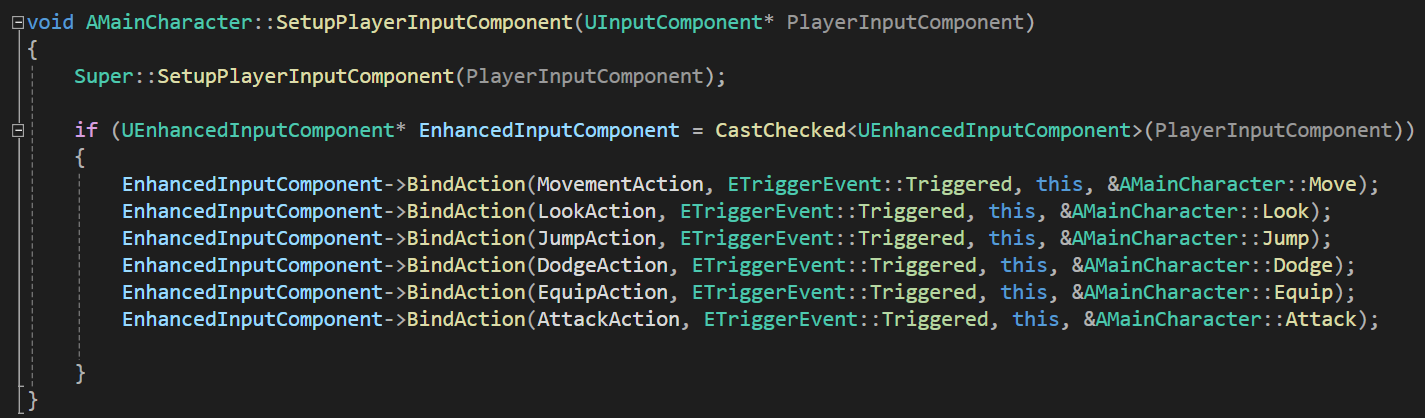 void AMainCharacter::SetupPlayerInputComponent(UInputComponent* PlayerInputComponent)
{
Super::SetupPlayerInputComponent(PlayerInputComponent);
if (UEnhancedInputComponent* EnhancedInputComponent = CastChecked<UEnhancedInputComponent>(PlayerInputComponent))
{
EnhancedInputComponent->BindAction(MovementAction, ETriggerEvent::Triggered, this, &AMainCharacter::Move);
EnhancedInputComponent->BindAction(LookAction, ETriggerEvent::Triggered, this, &AMainCharacter::Look);
EnhancedInputComponent->BindAction(JumpAction, ETriggerEvent::Triggered, this, &AMainCharacter::Jump);
EnhancedInputComponent->BindAction(DodgeAction, ETriggerEvent::Triggered, this, &AMainCharacter::Dodge);
EnhancedInputComponent->BindAction(EquipAction, ETriggerEvent::Triggered, this, &AMainCharacter::Equip);
EnhancedInputComponent->BindAction(AttackAction, ETriggerEvent::Triggered, this, &AMainCharacter::Attack);
}
}